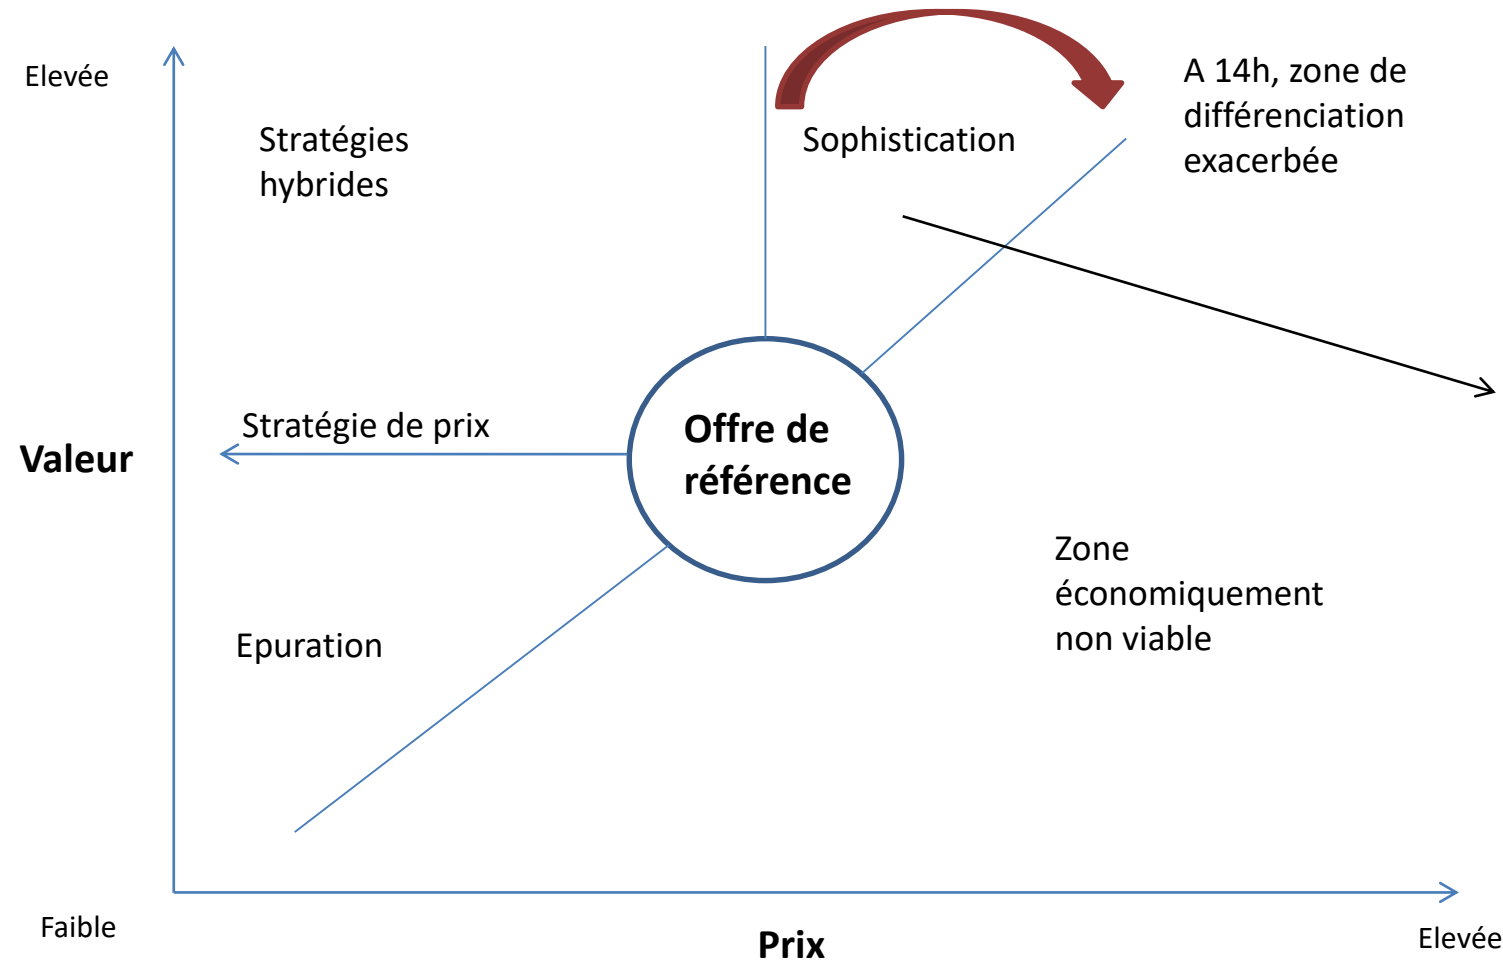 Elevée
Stratégies
hybrides
Sophistication
A 14h, zone de
différenciation
exacerbée
Stratégie de prix
Valeur
Offre de
référence
Epuration
Zone
économiquement
non viable
Faible
Prix
Elevée